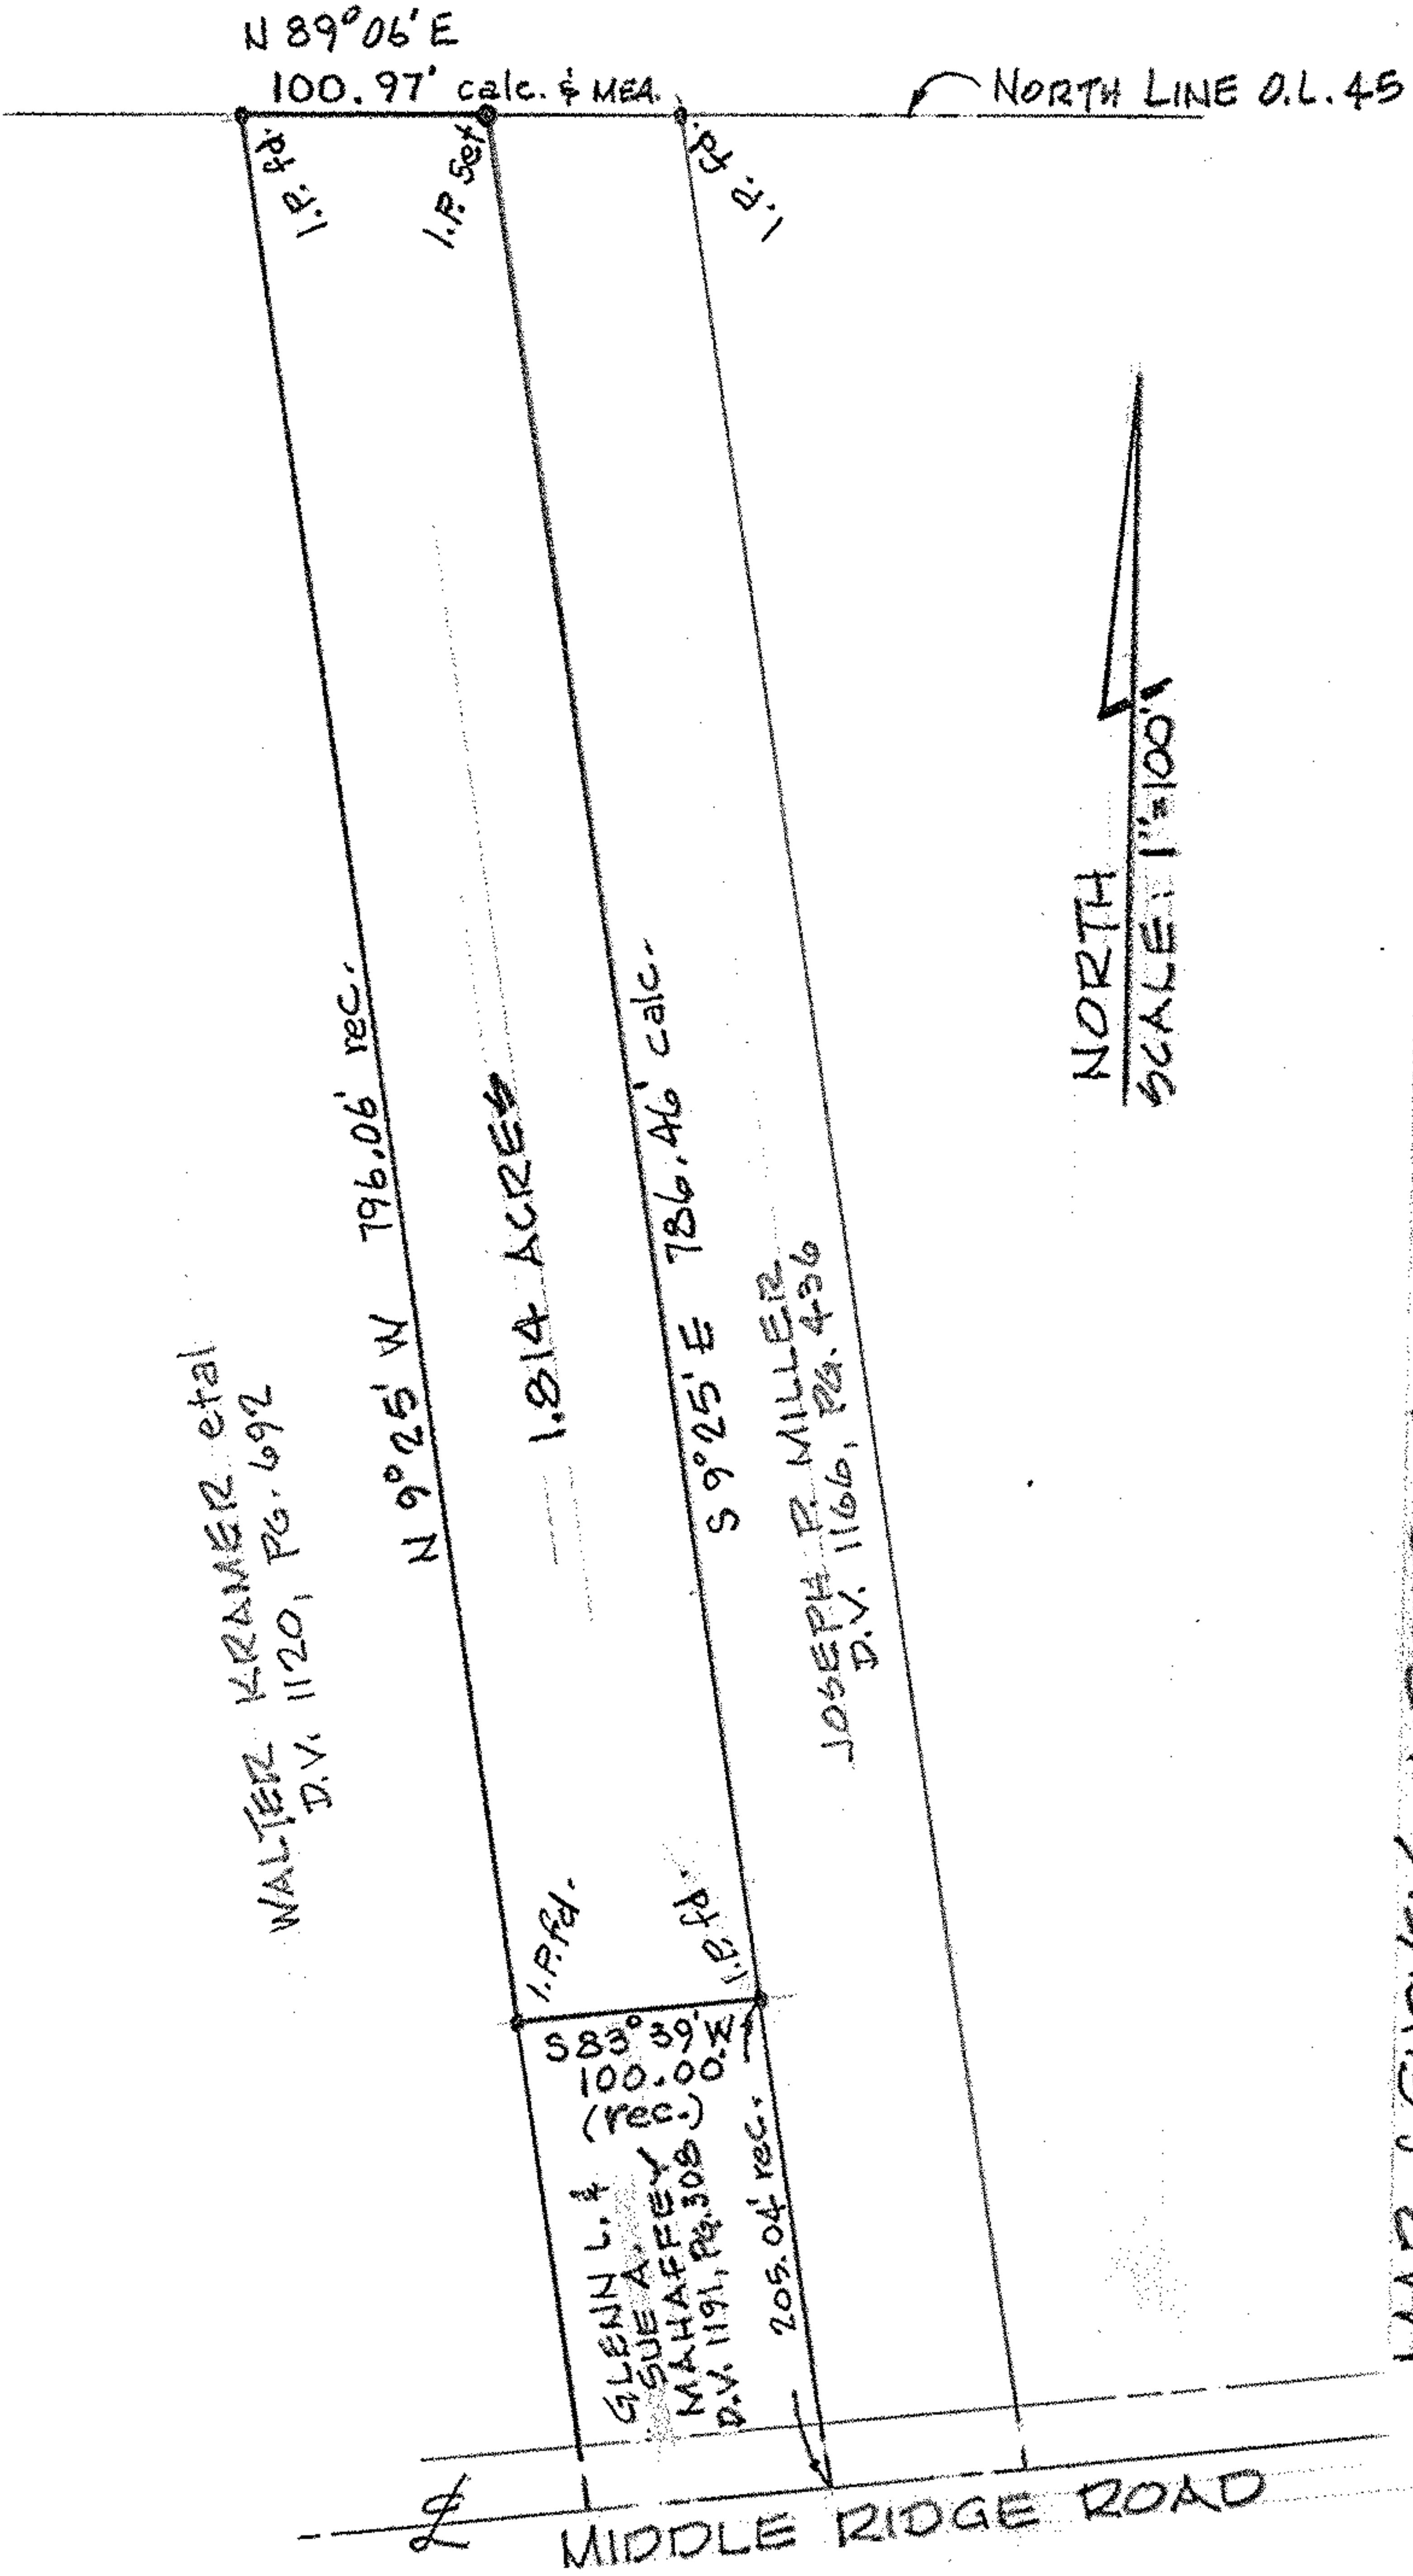 N 89°06' E
100.97' calc. & MEA.
NORTH LINE O.L. 45
I.P. fd.
I.P. Set
I.P. fd.
N 9°25' W 796.06' rec.
1.814 ACRES
S 9°25' E 786.46' calc.
NORTH
SCALE: 1"=100'
WALTER KRAMER etal
D.V. 1120, PG. 692
JOSEPH P. MILLER
D.V. 1166, PG. 436
I.P. fd.
I.P. fd.
S 83°39' W
100.00
(rec.)
GLENN L. &
SUE A.
MAHAFFEY
D.V. 1191, PG. 308
205.04' rec.
℄ MIDDLE RIDGE ROAD